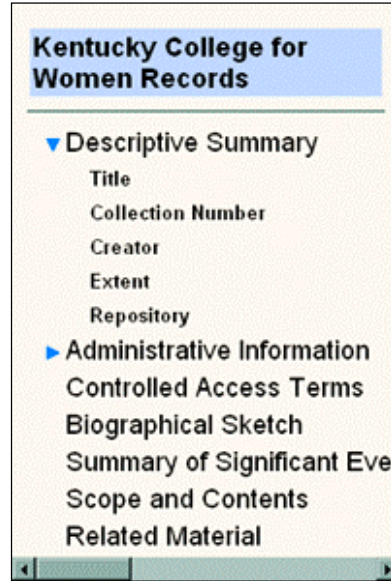 Kentucky College for
Women Records
Descriptive Summary
Title
Collection Number
Creator
Extent
Repository
Administrative Information
Controlled Access Terms
Biographical Sketch
Summary of Significant Eve
Scope and Contents
Related Material